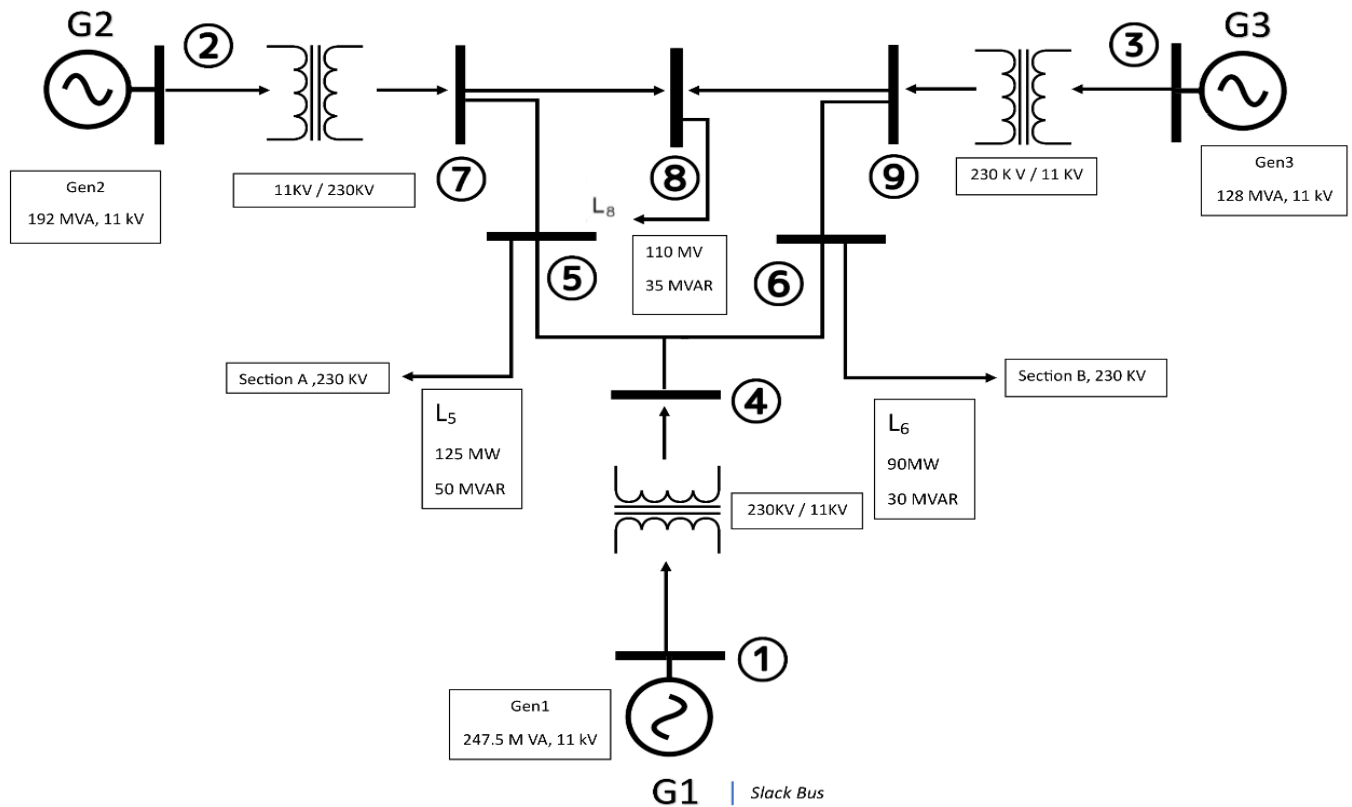 G2
②
③
G3
Gen2
192 MVA, 11 kV
11KV / 230KV
⑦
⑧
⑨
230 K V / 11 KV
Gen3
128 MVA, 11 kV
L₈
110 MV
35 MVAR
⑤
⑥
Section A ,230 KV
L₅
125 MW
50 MVAR
④
L₆
90MW
30 MVAR
Section B, 230 KV
230KV / 11KV
①
Gen1
247.5 M VA, 11 kV
G1
Slack Bus